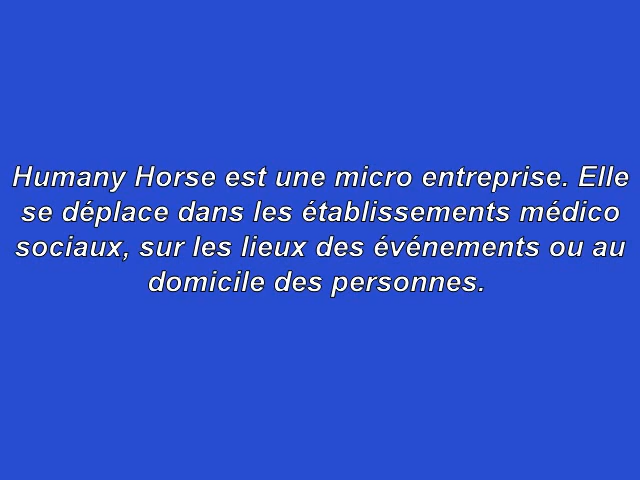 Humany Horse est une micro entreprise. Elle
se déplace dans les établissements médico
sociaux, sur les lieux des événements ou au
domicile des personnes.